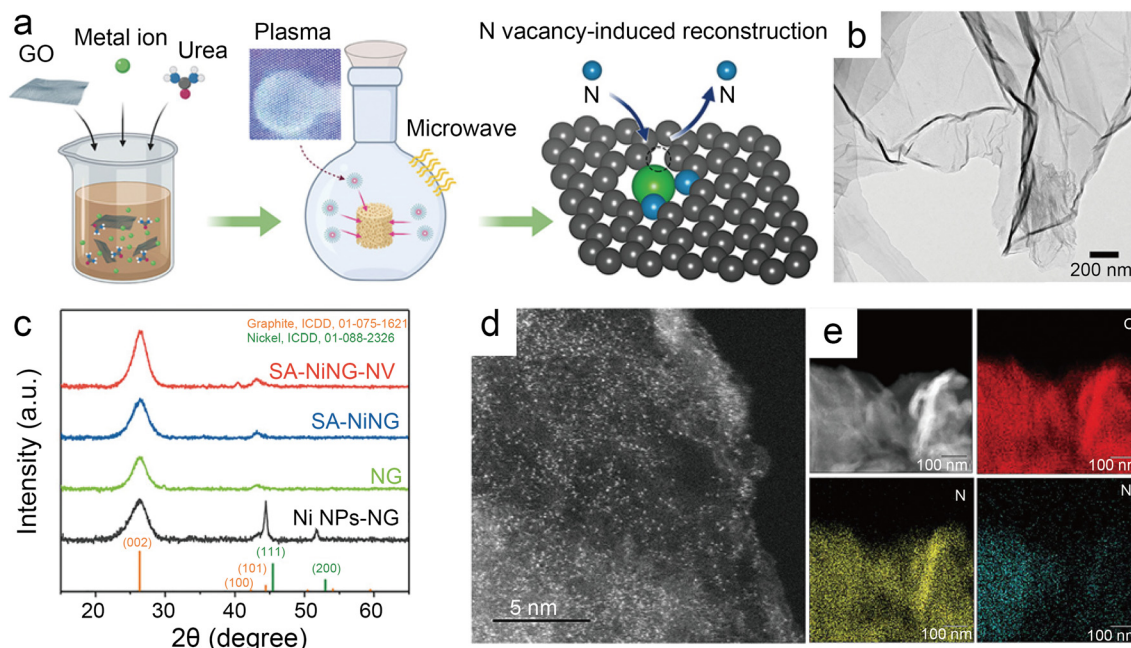 a
GO
Metal ion
Urea
Plasma
Microwave
N vacancy-induced reconstruction
N
N
b
200 nm
c
Graphite, ICDD, 01-075-1621
Nickel, ICDD, 01-088-2326
SA-NiNG-NV
SA-NiNG
NG
Ni NPs-NG
(002)
(100)
(101)
(111)
(200)
Intensity (a.u.)
20 30 40 50 60
2θ (degree)
d
5 nm
e
100 nm
100 nm
N
100 nm
100 nm